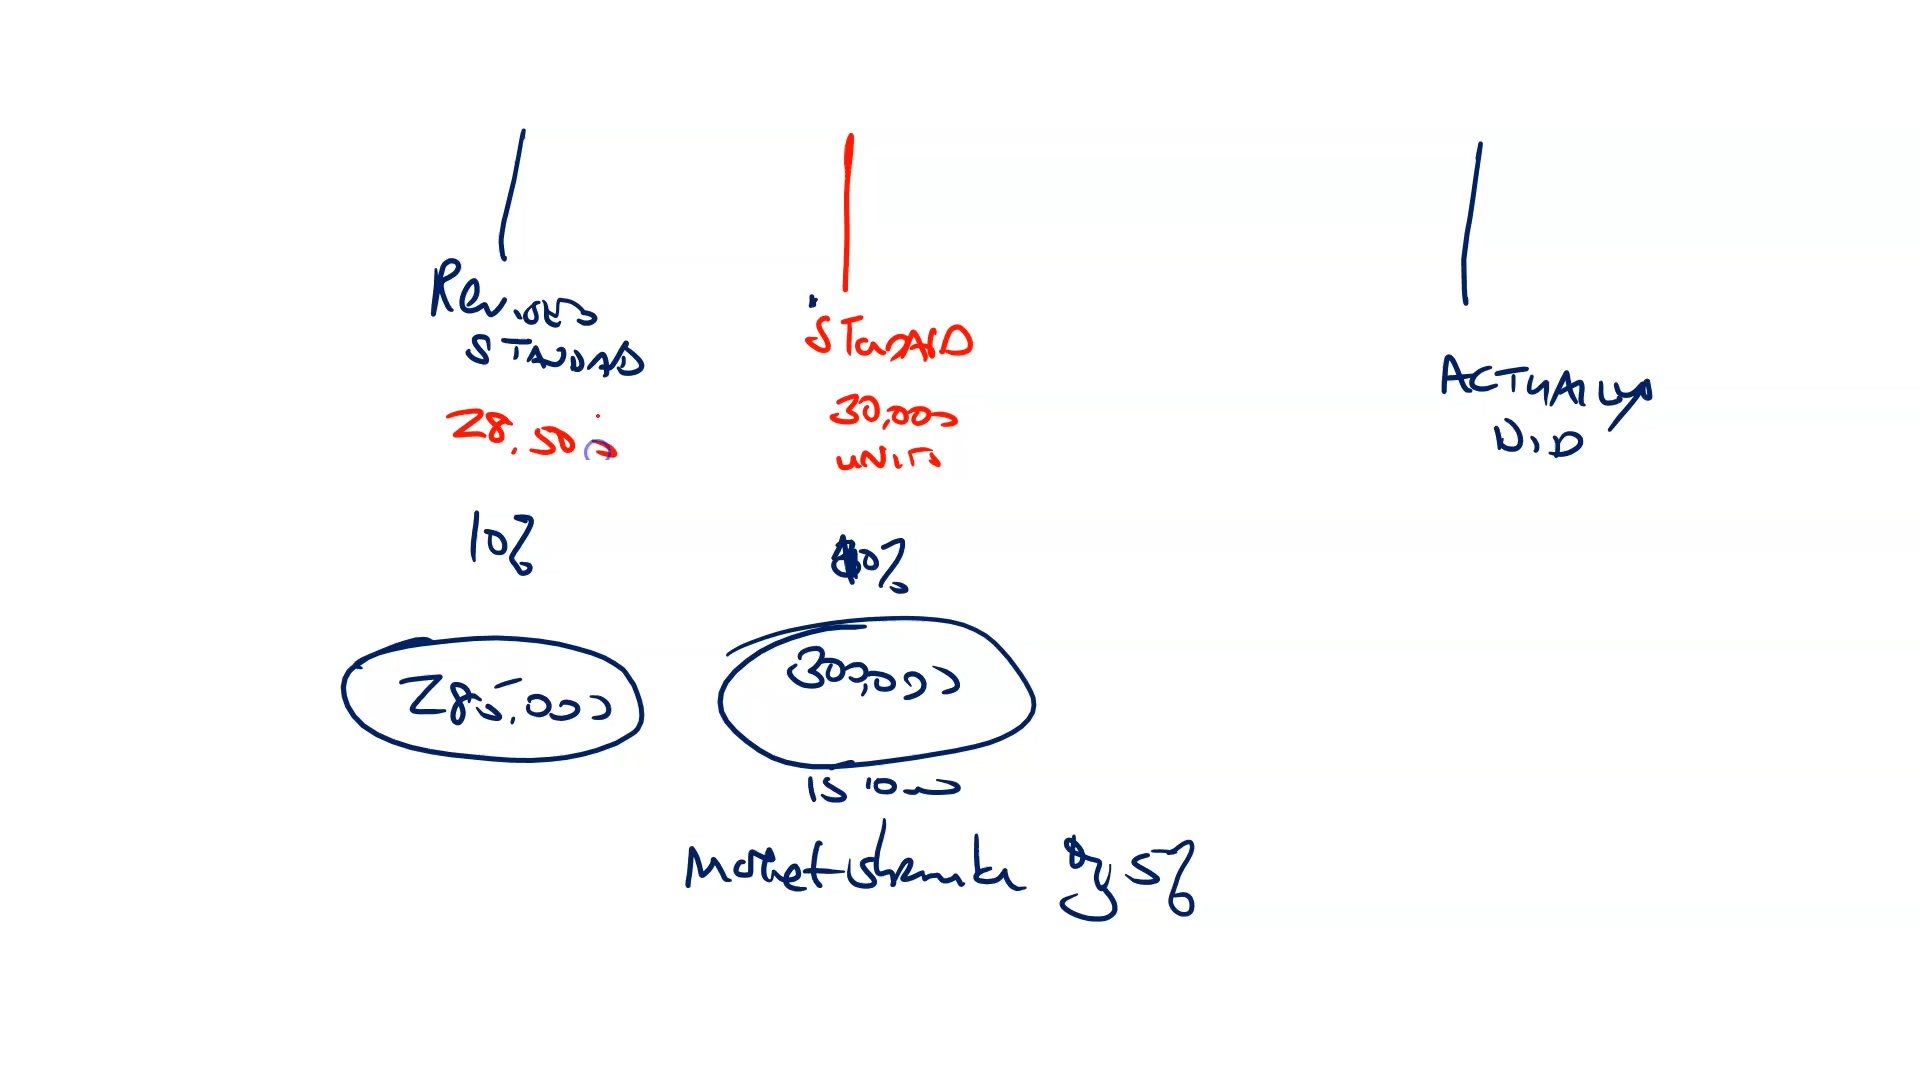 Revised
STANDARD
28,500
10%
285,000
STANDARD
30,000
UNITS
10%
300,000
15,000
Market shrunk by 5%
ACTUALLY
DID